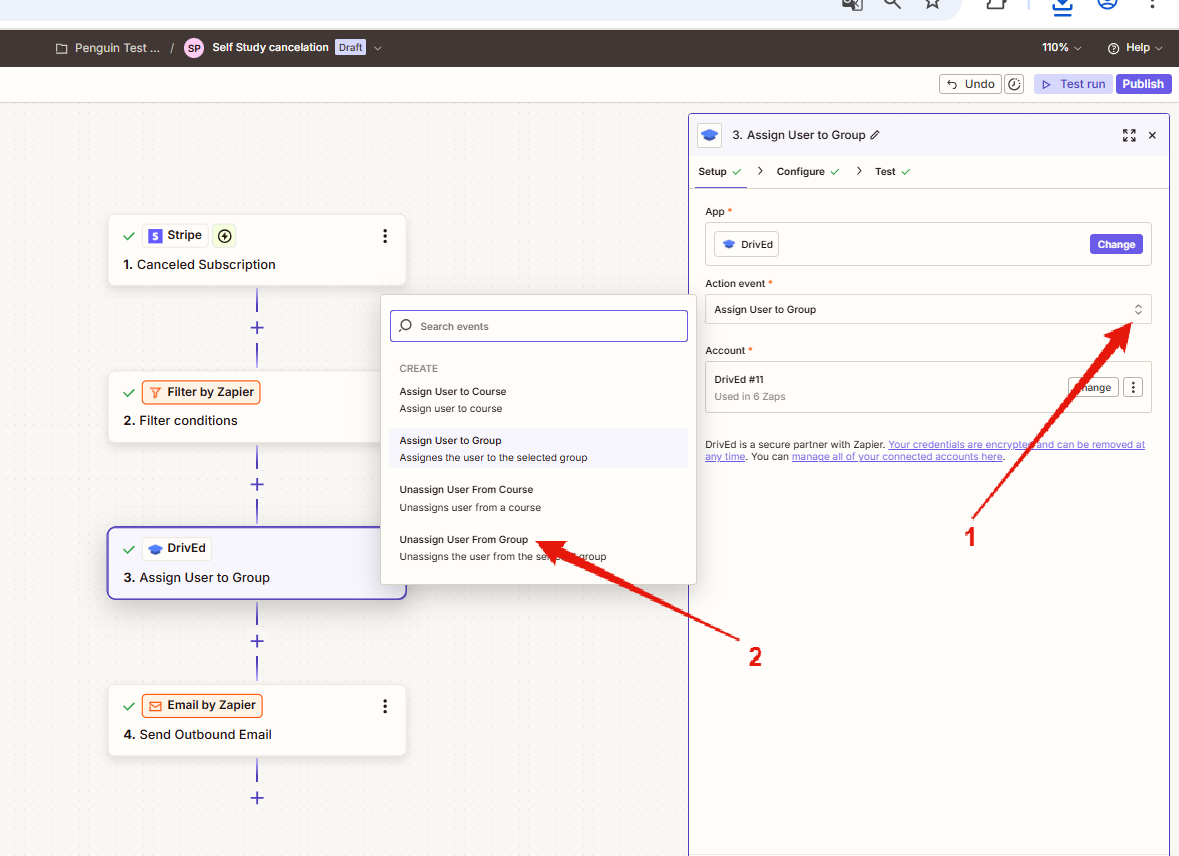 Penguin Test ... / SP Self Study cancelation Draft
110% Help
Undo Test run Publish
3. Assign User to Group
Setup Configure Test
App *
DrivEd Change
Action event *
Assign User to Group
Account *
DrivEd #11
Used in 6 Zaps
hange
DrivEd is a secure partner with Zapier. Your credentials are encrypted and can be removed at
any time. You can manage all of your connected accounts here.
1
S Stripe
1. Canceled Subscription
Filter by Zapier
2. Filter conditions
DrivEd
3. Assign User to Group
Email by Zapier
4. Send Outbound Email
Search events
CREATE
Assign User to Course
Assign user to course
Assign User to Group
Assignes the user to the selected group
Unassign User From Course
Unassigns user from a course
Unassign User From Group
Unassigns the user from the selected group
2